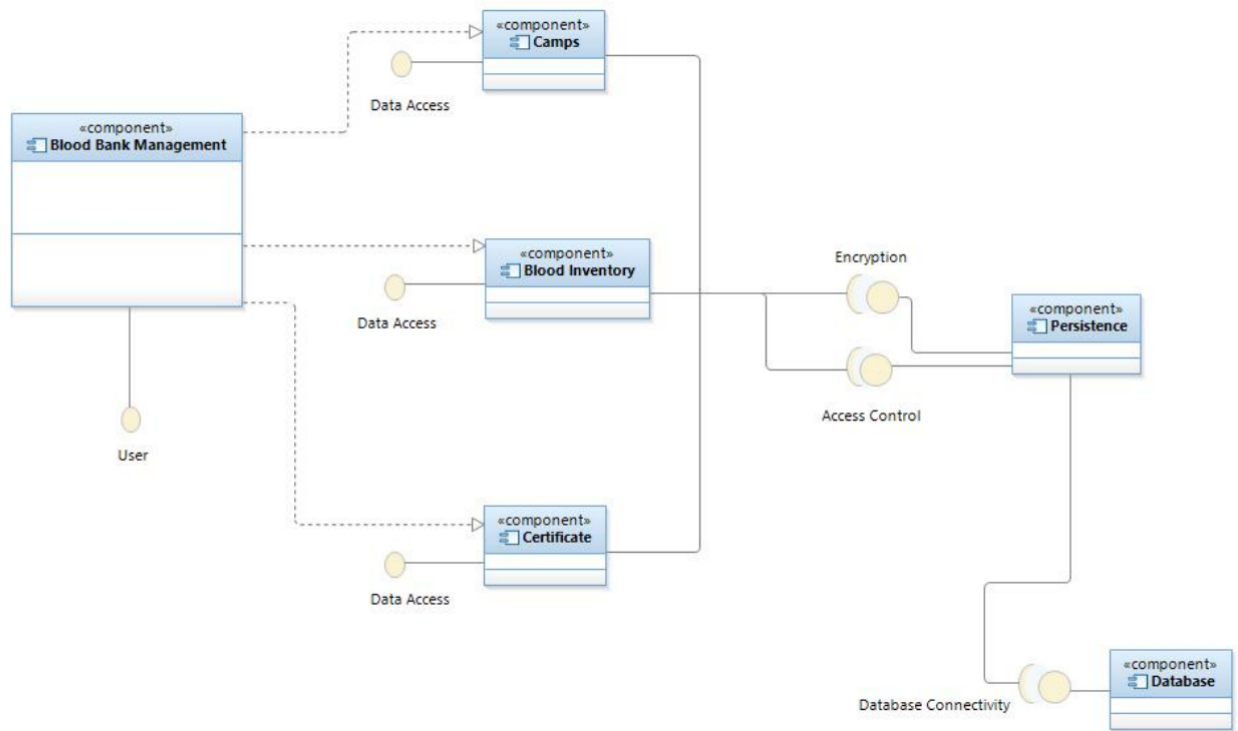 «component»
Camps
Data Access
«component»
Blood Bank Management
User
«component»
Blood Inventory
Data Access
Encryption
Access Control
«component»
Persistence
«component»
Certificate
Data Access
Database Connectivity
«component»
Database